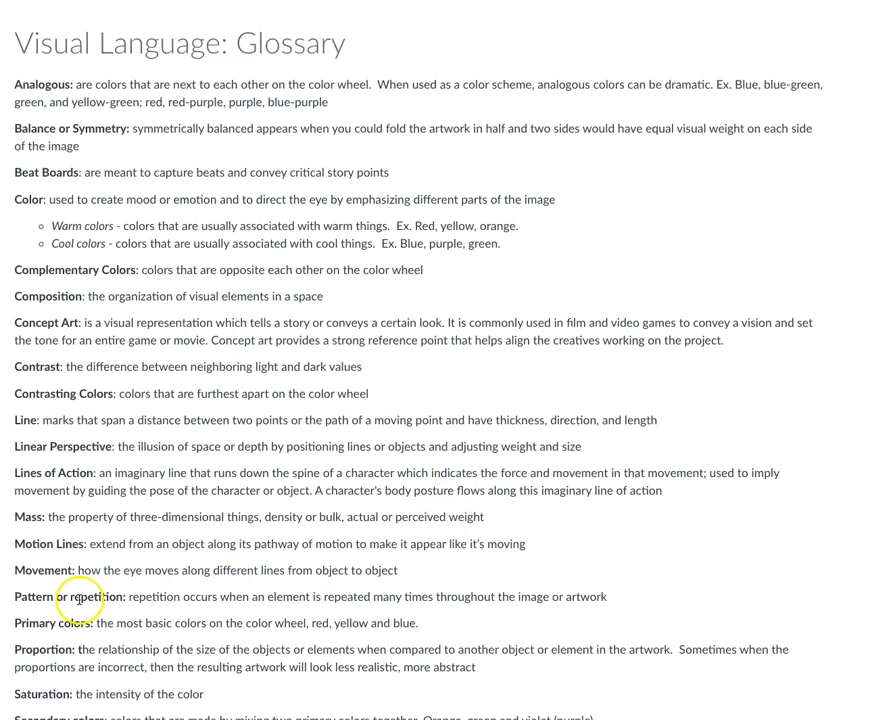 Visual Language: Glossary
Analogous: are colors that are next to each other on the color wheel.  When used as a color scheme, analogous colors can be dramatic. Ex. Blue, blue-green,
green, and yellow-green; red, red-purple, purple, blue-purple
Balance or Symmetry: symmetrically balanced appears when you could fold the artwork in half and two sides would have equal visual weight on each side
of the image
Beat Boards: are meant to capture beats and convey critical story points
Color: used to create mood or emotion and to direct the eye by emphasizing different parts of the image
Warm colors - colors that are usually associated with warm things.  Ex. Red, yellow, orange.
Cool colors - colors that are usually associated with cool things.  Ex. Blue, purple, green.
Complementary Colors: colors that are opposite each other on the color wheel
Composition: the organization of visual elements in a space
Concept Art: is a visual representation which tells a story or conveys a certain look. It is commonly used in film and video games to convey a vision and set
the tone for an entire game or movie. Concept art provides a strong reference point that helps align the creatives working on the project.
Contrast: the difference between neighboring light and dark values
Contrasting Colors: colors that are furthest apart on the color wheel
Line: marks that span a distance between two points or the path of a moving point and have thickness, direction, and length
Linear Perspective: the illusion of space or depth by positioning lines or objects and adjusting weight and size
Lines of Action: an imaginary line that runs down the spine of a character which indicates the force and movement in that movement; used to imply
movement by guiding the pose of the character or object. A character's body posture flows along this imaginary line of action
Mass: the property of three-dimensional things, density or bulk, actual or perceived weight
Motion Lines: extend from an object along its pathway of motion to make it appear like it's moving
Movement: how the eye moves along different lines from object to object
Pattern or repetition: repetition occurs when an element is repeated many times throughout the image or artwork
Primary colors: the most basic colors on the color wheel, red, yellow and blue.
Proportion: the relationship of the size of the objects or elements when compared to another object or element in the artwork.  Sometimes when the
proportions are incorrect, then the resulting artwork will look less realistic, more abstract
Saturation: the intensity of the color
Secondary colors: colors that are made by mixing two primary colors together. Orange, green and violet (purple)